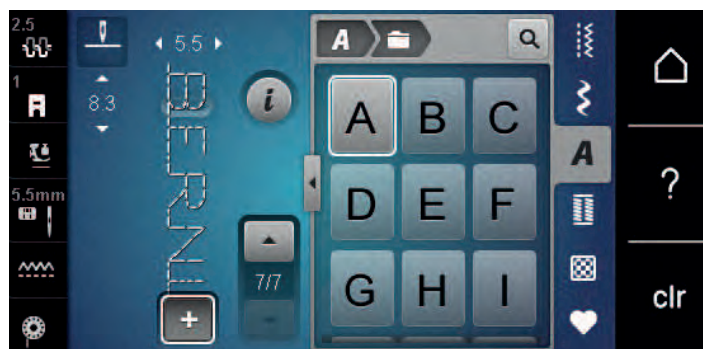 2.5
1
5.5mm
5.5
8.3
BERNI
i
7/7
+
-
A
A B C
D E F
G H I
A
?
clr